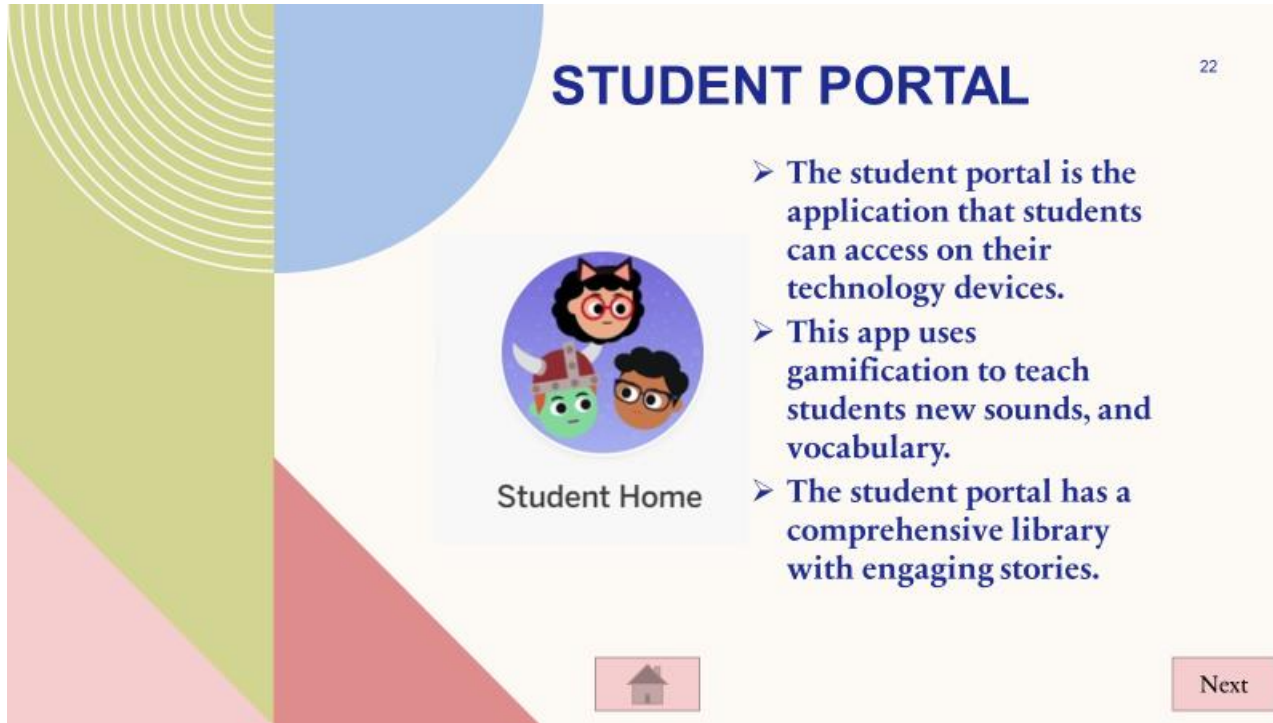 STUDENT PORTAL
22
➢ The student portal is the
application that students
can access on their
technology devices.
➢ This app uses
gamification to teach
students new sounds, and
vocabulary.
➢ The student portal has a
comprehensive library
with engaging stories.
Student Home
Next